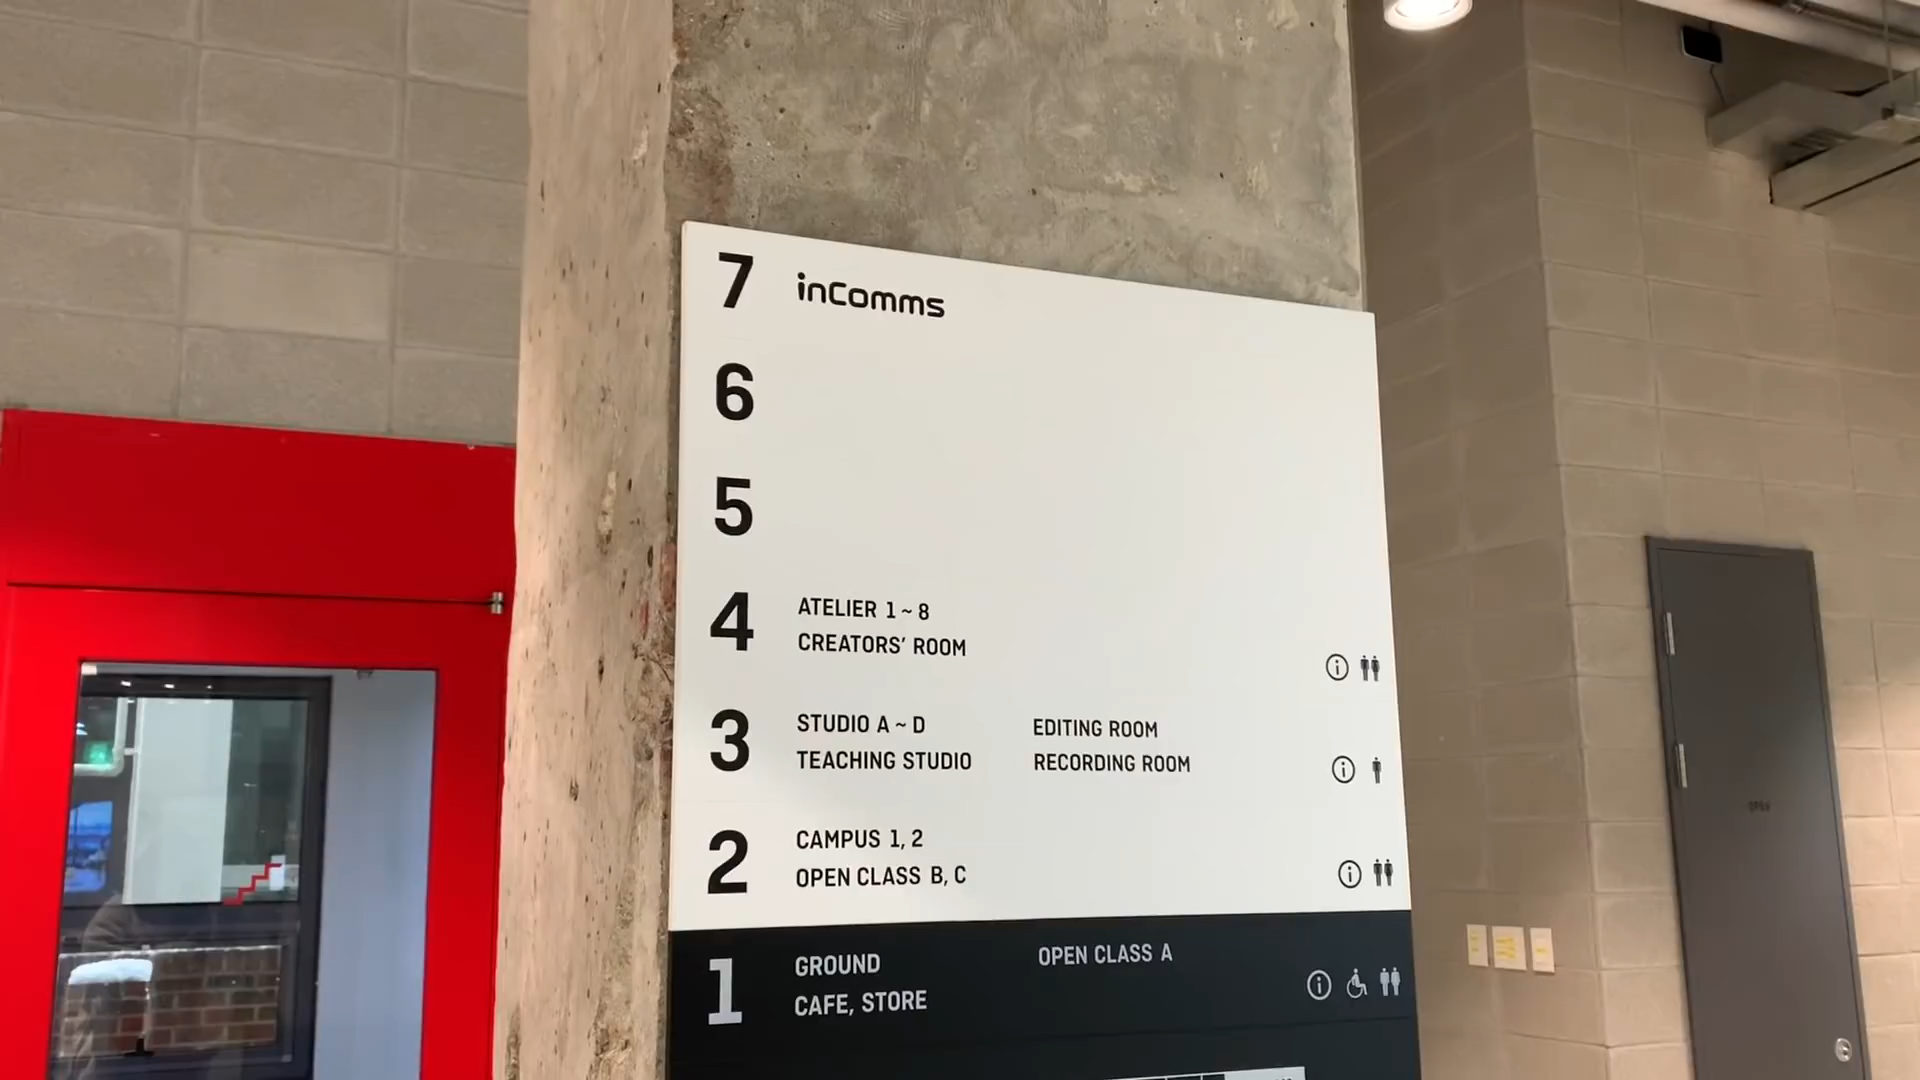 7 inComms
6
5
4 ATELIER 1 ~ 8
CREATORS' ROOM
3 STUDIO A ~ D EDITING ROOM
TEACHING STUDIO RECORDING ROOM
2 CAMPUS 1, 2
OPEN CLASS B, C
1 GROUND OPEN CLASS A
CAFE, STORE